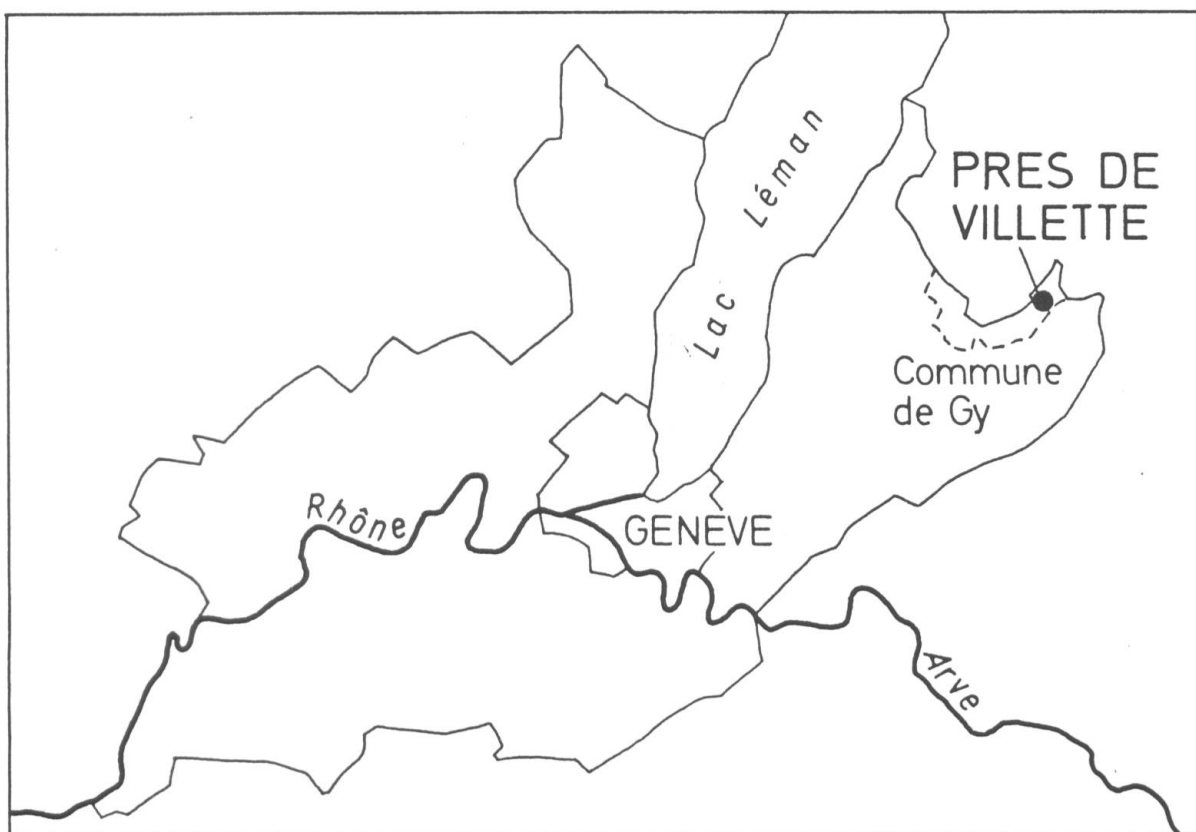 Lac Léman
PRES DE
VILLETTE
Commune
de Gy
Rhône
GENEVE
Arve